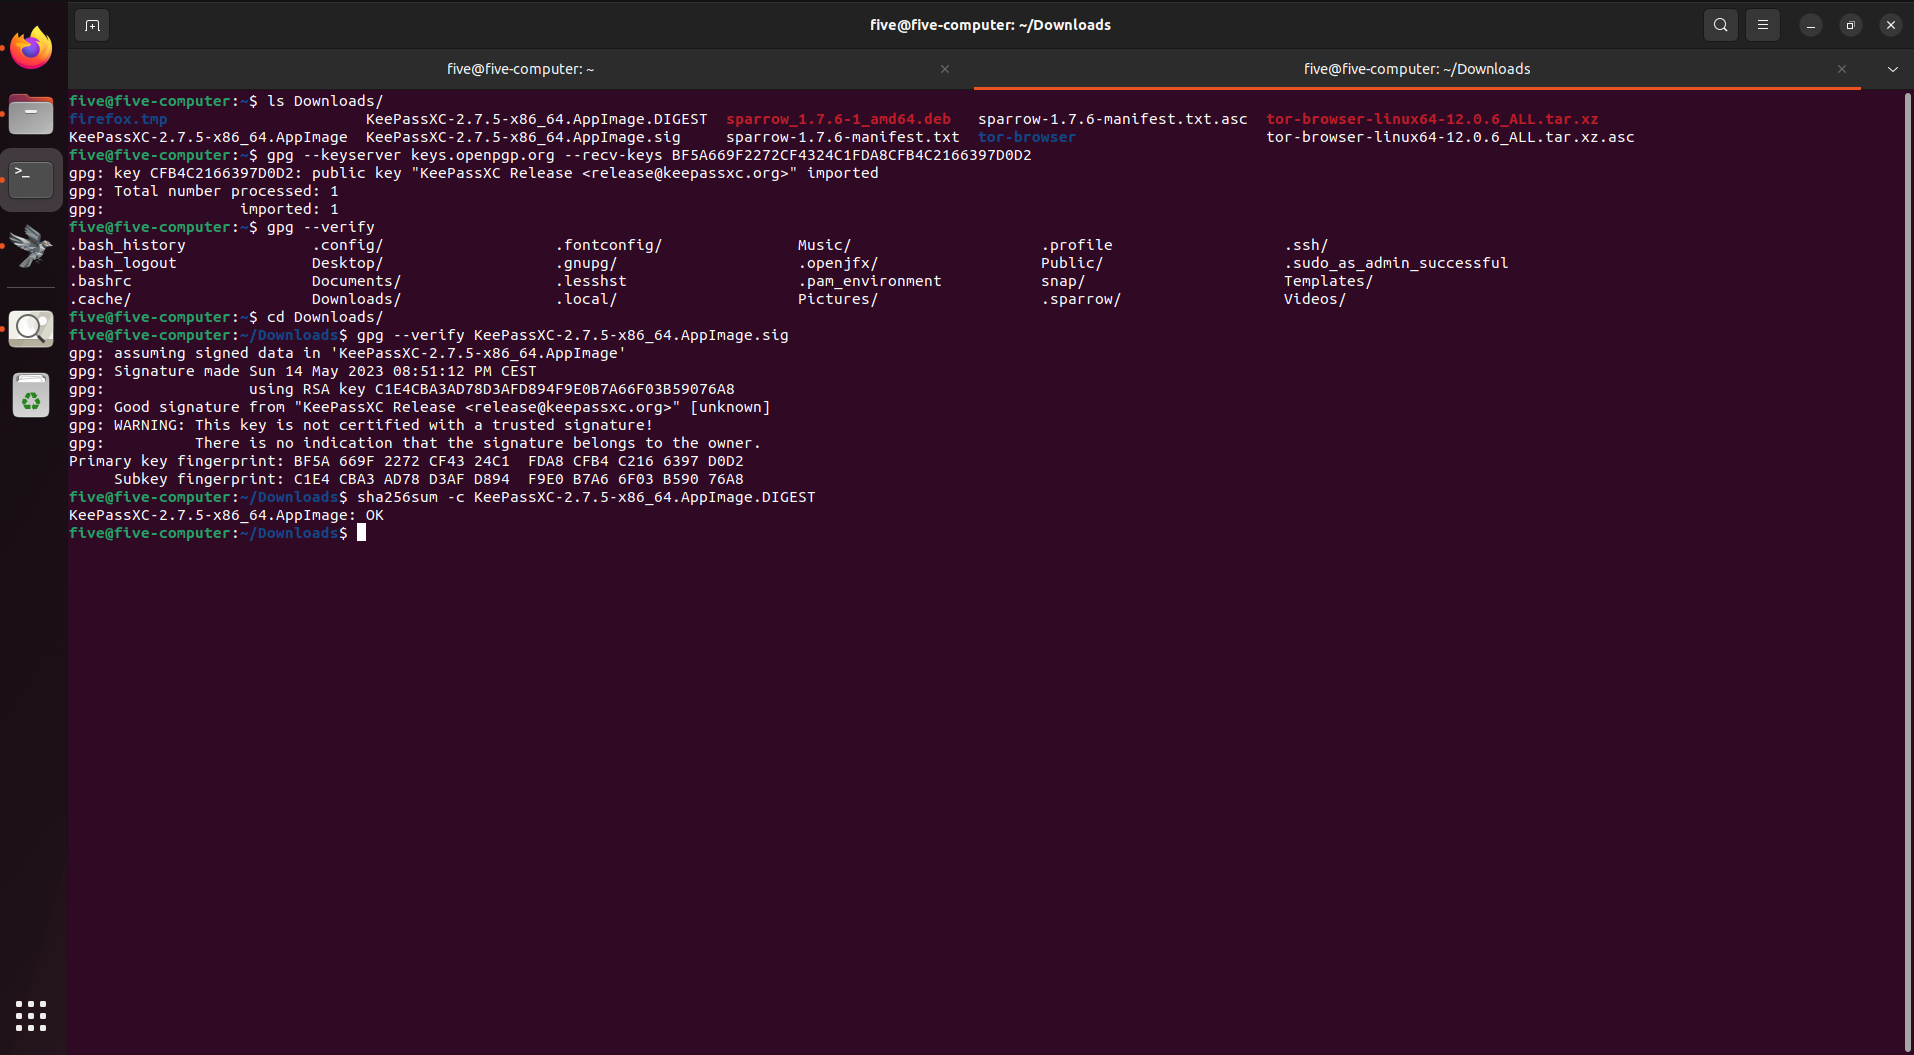 five@five-computer: ~/Downloads
five@five-computer: ~
five@five-computer: ~/Downloads
five@five-computer:~$ ls Downloads/
firefox.tmp KeePassXC-2.7.5-x86_64.AppImage.DIGEST sparrow_1.7.6-1_amd64.deb sparrow-1.7.6-manifest.txt.asc tor-browser-linux64-12.0.6_ALL.tar.xz
KeePassXC-2.7.5-x86_64.AppImage KeePassXC-2.7.5-x86_64.AppImage.sig sparrow-1.7.6-manifest.txt tor-browser tor-browser-linux64-12.0.6_ALL.tar.xz.asc
five@five-computer:~$ gpg --keyserver keys.openpgp.org --recv-keys BF5A669F2272CF4324C1FDA8CFB4C2166397D0D2
gpg: key CFB4C2166397D0D2: public key "KeePassXC Release <release@keepassxc.org>" imported
gpg: Total number processed: 1
gpg: imported: 1
five@five-computer:~$ gpg --verify
.bash_history .config/ .fontconfig/ Music/ .profile .ssh/
.bash_logout Desktop/ .gnupg/ .openjfx/ Public/ .sudo_as_admin_successful
.bashrc Documents/ .lesshst .pam_environment snap/ Templates/
.cache/ Downloads/ .local/ Pictures/ .sparrow/ Videos/
five@five-computer:~$ cd Downloads/
five@five-computer:~/Downloads$ gpg --verify KeePassXC-2.7.5-x86_64.AppImage.sig
gpg: assuming signed data in 'KeePassXC-2.7.5-x86_64.AppImage'
gpg: Signature made Sun 14 May 2023 08:51:12 PM CEST
gpg: using RSA key C1E4CBA3AD78D3AFD894F9E0B7A66F03B59076A8
gpg: Good signature from "KeePassXC Release <release@keepassxc.org>" [unknown]
gpg: WARNING: This key is not certified with a trusted signature!
gpg: There is no indication that the signature belongs to the owner.
Primary key fingerprint: BF5A 669F 2272 CF43 24C1 FDA8 CFB4 C216 6397 D0D2
Subkey fingerprint: C1E4 CBA3 AD78 D3AF D894 F9E0 B7A6 6F03 B590 76A8
five@five-computer:~/Downloads$ sha256sum -c KeePassXC-2.7.5-x86_64.AppImage.DIGEST
KeePassXC-2.7.5-x86_64.AppImage: OK
five@five-computer:~/Downloads$